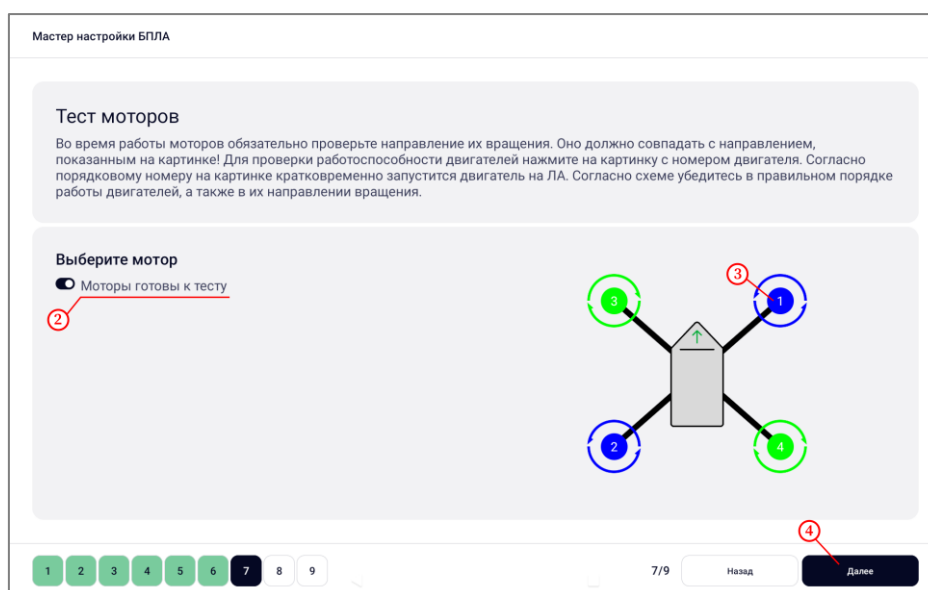 Мастер настройки БПЛА
Тест моторов
Во время работы моторов обязательно проверьте направление их вращения. Оно должно совпадать с направлением,
показанным на картинке! Для проверки работоспособности двигателей нажмите на картинку с номером двигателя. Согласно
порядковому номеру на картинке кратковременно запустится двигатель на ЛА. Согласно схеме убедитесь в правильном порядке
работы двигателей, а также в их направлении вращения.
Выберите мотор
Моторы готовы к тесту
2
3
3
1
2
4
4
1 2 3 4 5 6 7 8 9
7/9
Назад
Далее